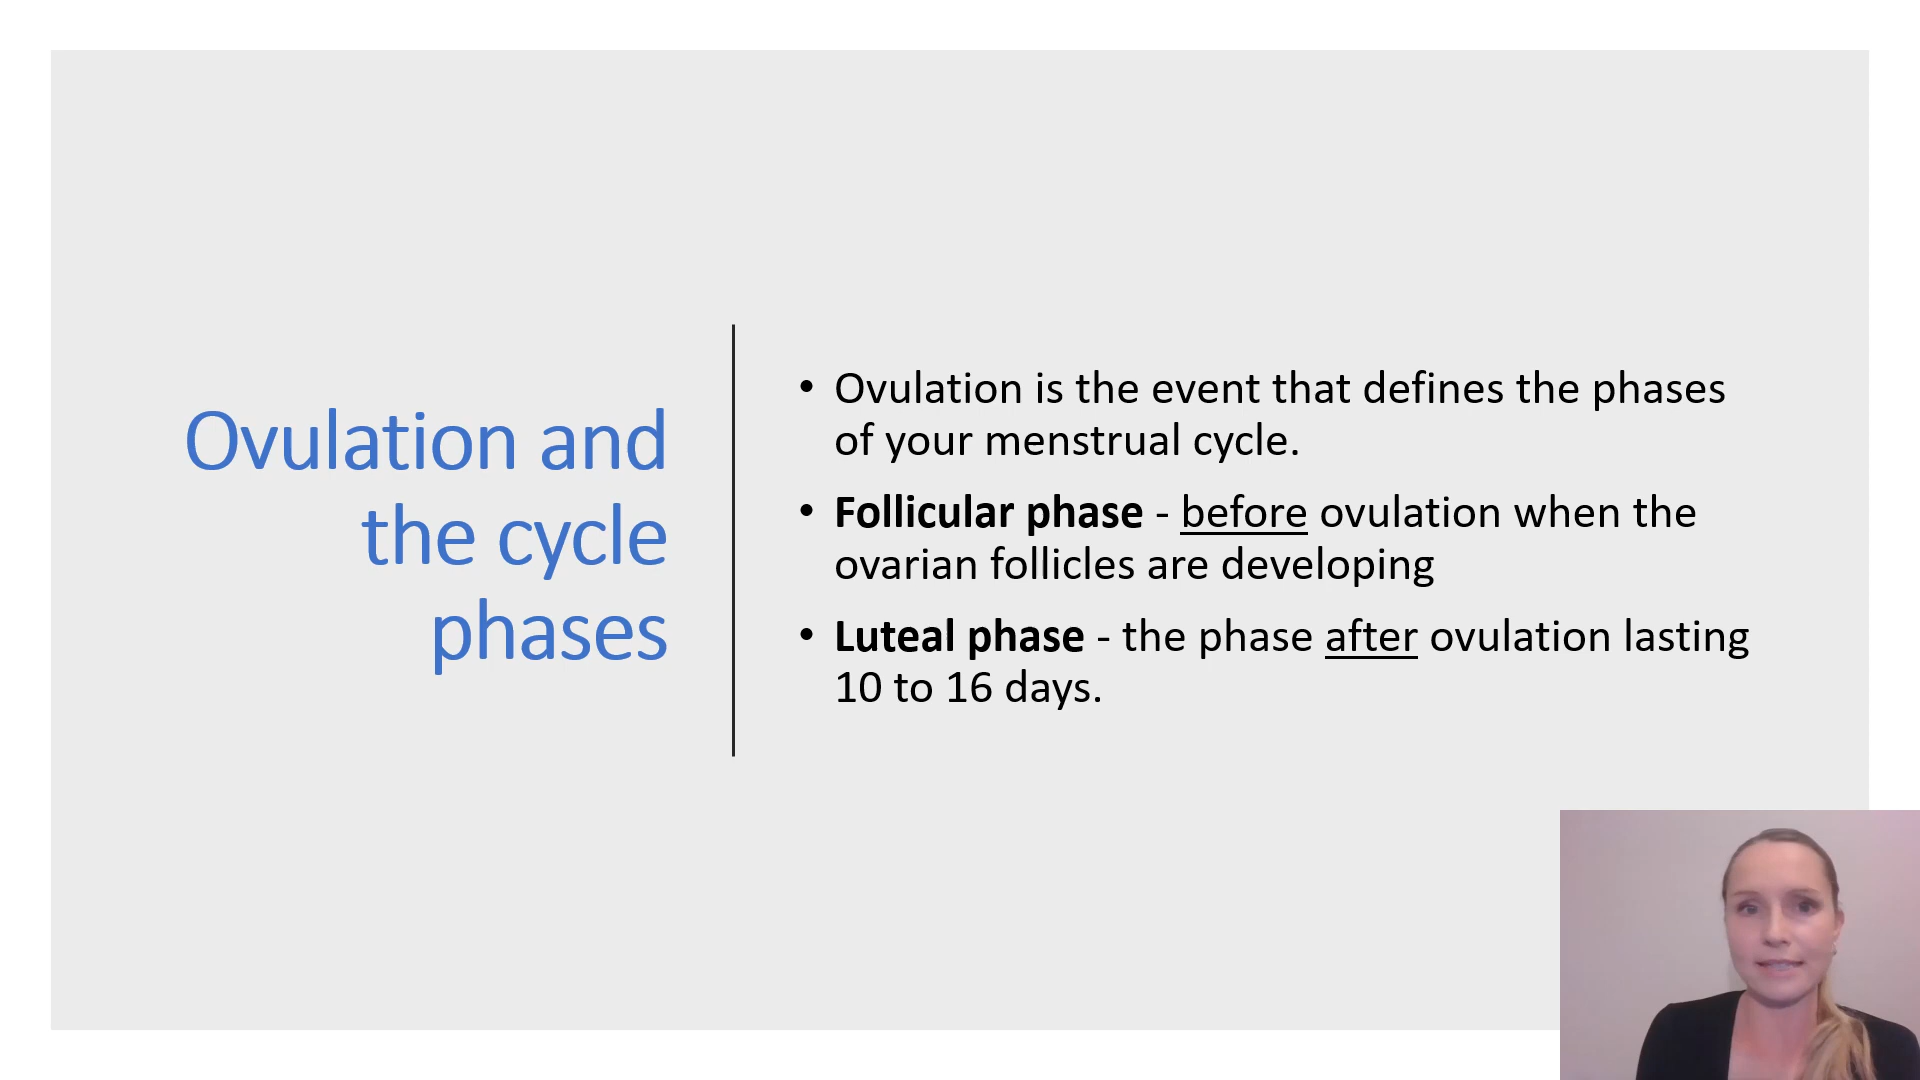 Ovulation and
the cycle
phases
• Ovulation is the event that defines the phases
of your menstrual cycle.
• Follicular phase - before ovulation when the
ovarian follicles are developing
• Luteal phase - the phase after ovulation lasting
10 to 16 days.